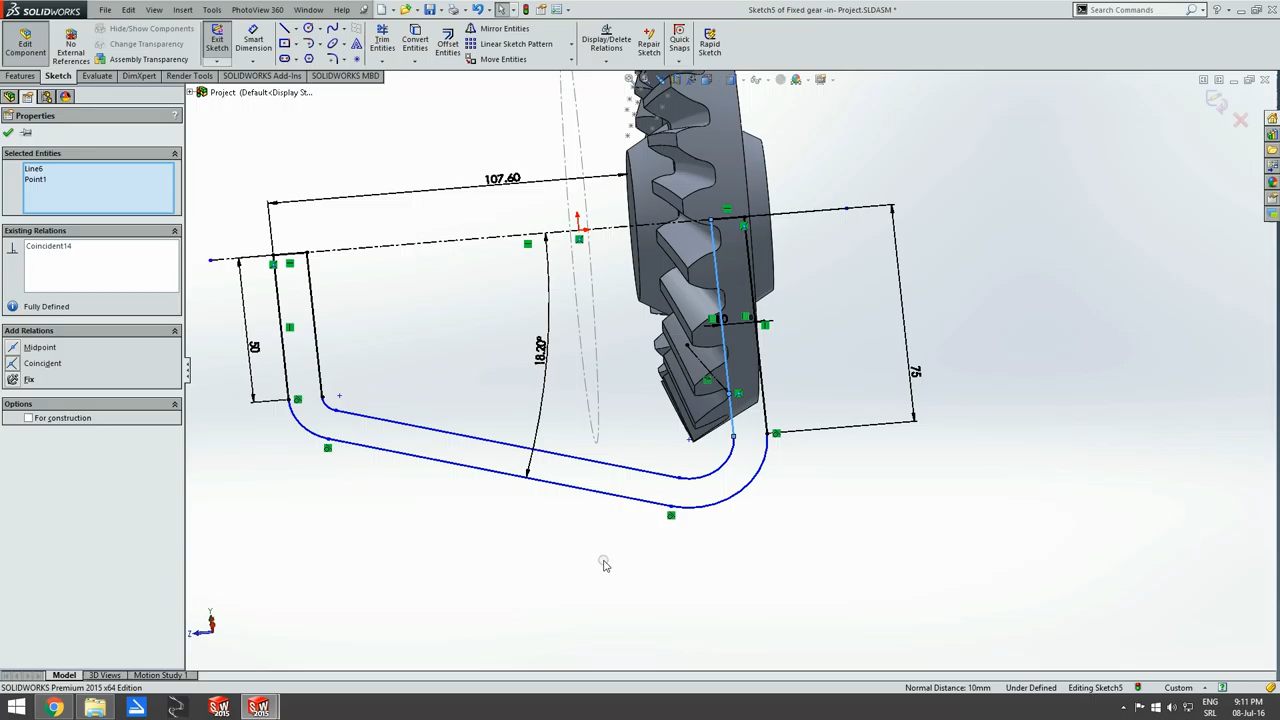 SOLIDWORKS
File Edit View Insert Tools PhotoView 360 Window Help
Sketch5 of Fixed gear -in- Project.SLDASM *
Search Commands
Edit Component
No External References
Hide/Show Components
Change Transparency
Assembly Transparency
Exit Sketch
Smart Dimension
Trim Entities
Convert Entities
Offset Entities
Mirror Entities
Linear Sketch Pattern
Move Entities
Display/Delete Relations
Repair Sketch
Quick Snaps
Rapid Sketch
Features Sketch Evaluate DimXpert Render Tools SOLIDWORKS Add-Ins SOLIDWORKS MBD
Project (Default<Display St...
Properties ?
Selected Entities
Line6
Point1
Existing Relations
Coincident14
Fully Defined
Add Relations
Midpoint
Coincident
Fix
Options
For construction
107.60
50
18.20°
10
75
Y
Z
Model 3D Views Motion Study 1
SOLIDWORKS Premium 2015 x64 Edition
Normal Distance: 10mm Under Defined Editing Sketch5 Custom
SW 2015
SW 2015
ENG
SRL
9:11 PM
08-Jul-16